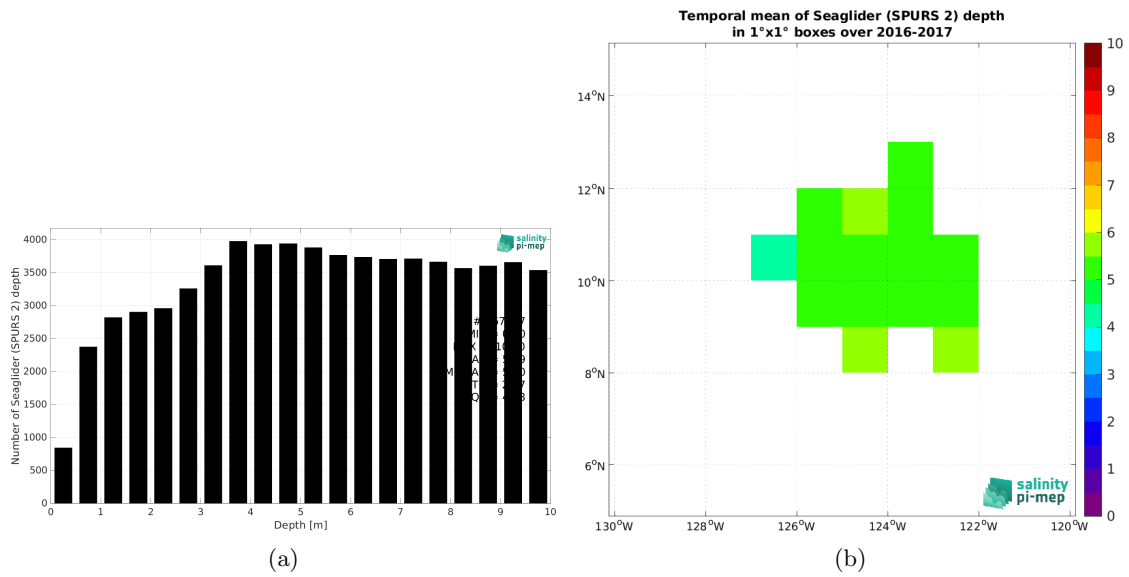 Temporal mean of Seaglider (SPURS 2) depth
in 1°x1° boxes over 2016-2017
Number of Seaglider (SPURS 2) depth
4000
3500
3000
2500
2000
1500
1000
500
0
0 1 2 3 4 5 6 7 8 9 10
Depth [m]
salinity
pi-mep
(a)
14°N
12°N
10°N
8°N
6°N
130°W 128°W 126°W 124°W 122°W 120°W
10
9
8
7
6
5
4
3
2
1
0
salinity
pi-mep
(b)